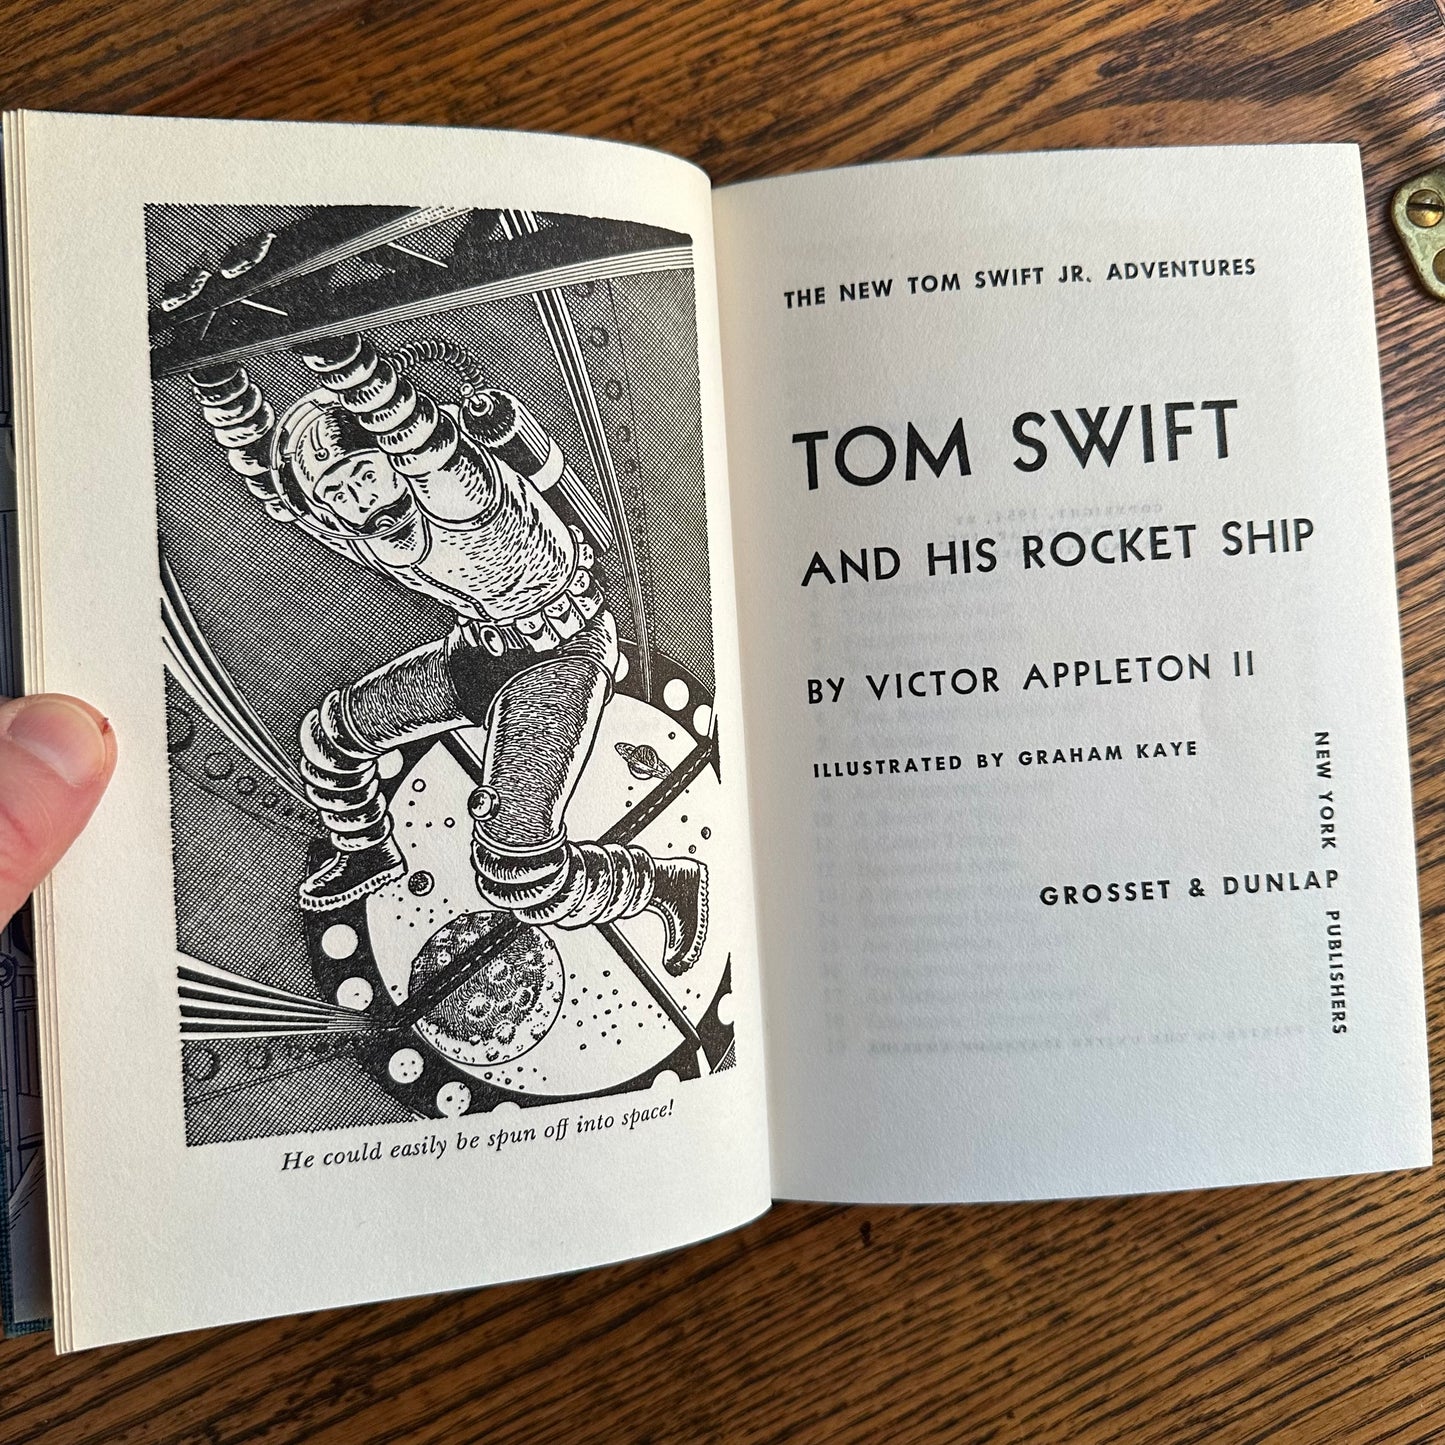 He could easily be spun off into space!
THE NEW TOM SWIFT JR. ADVENTURES
TOM SWIFT
AND HIS ROCKET SHIP
BY VICTOR APPLETON II
ILLUSTRATED BY GRAHAM KAYE
GROSSET & DUNLAP
NEW YORK PUBLISHERS